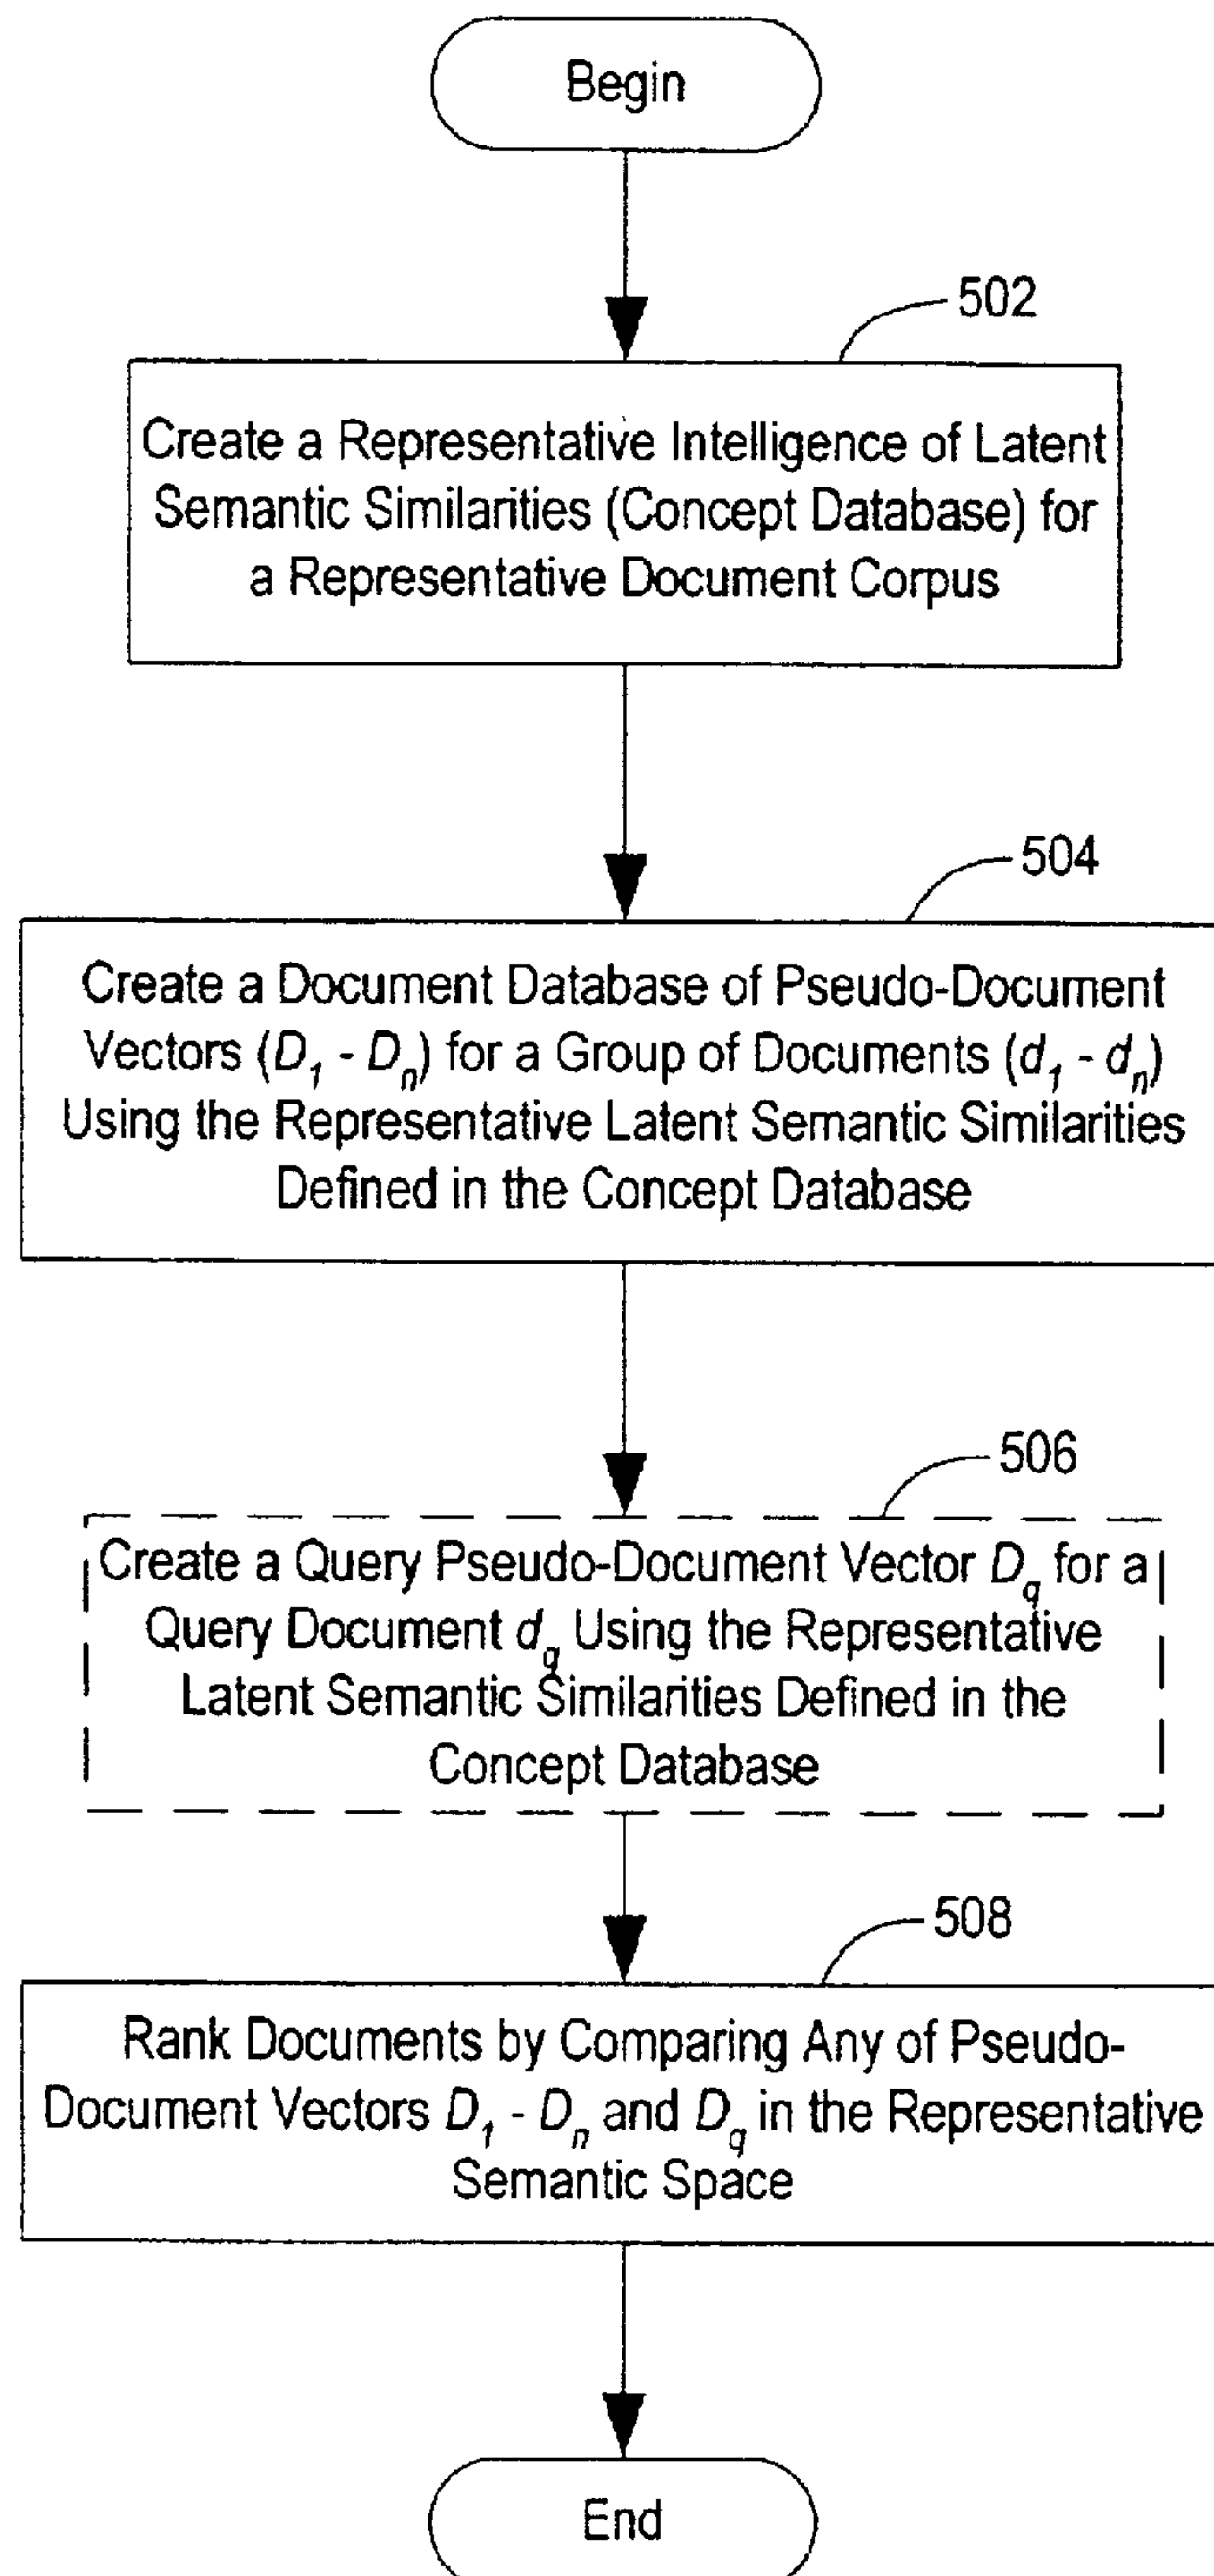 Begin
502
Create a Representative Intelligence of Latent
Semantic Similarities (Concept Database) for
a Representative Document Corpus
504
Create a Document Database of Pseudo-Document
Vectors (D₁ - Dₙ) for a Group of Documents (d₁ - dₙ)
Using the Representative Latent Semantic Similarities
Defined in the Concept Database
506
Create a Query Pseudo-Document Vector D_q for a
Query Document d_q Using the Representative
Latent Semantic Similarities Defined in the
Concept Database
508
Rank Documents by Comparing Any of Pseudo-
Document Vectors D₁ - Dₙ and D_q in the Representative
Semantic Space
End